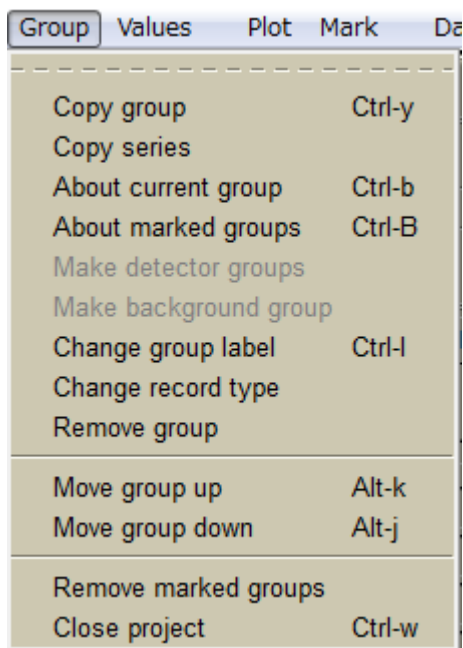 Group Values Plot Mark Da
Copy group Ctrl-y
Copy series
About current group Ctrl-b
About marked groups Ctrl-B
Make detector groups
Make background group
Change group label Ctrl-l
Change record type
Remove group
Move group up Alt-k
Move group down Alt-j
Remove marked groups
Close project Ctrl-w